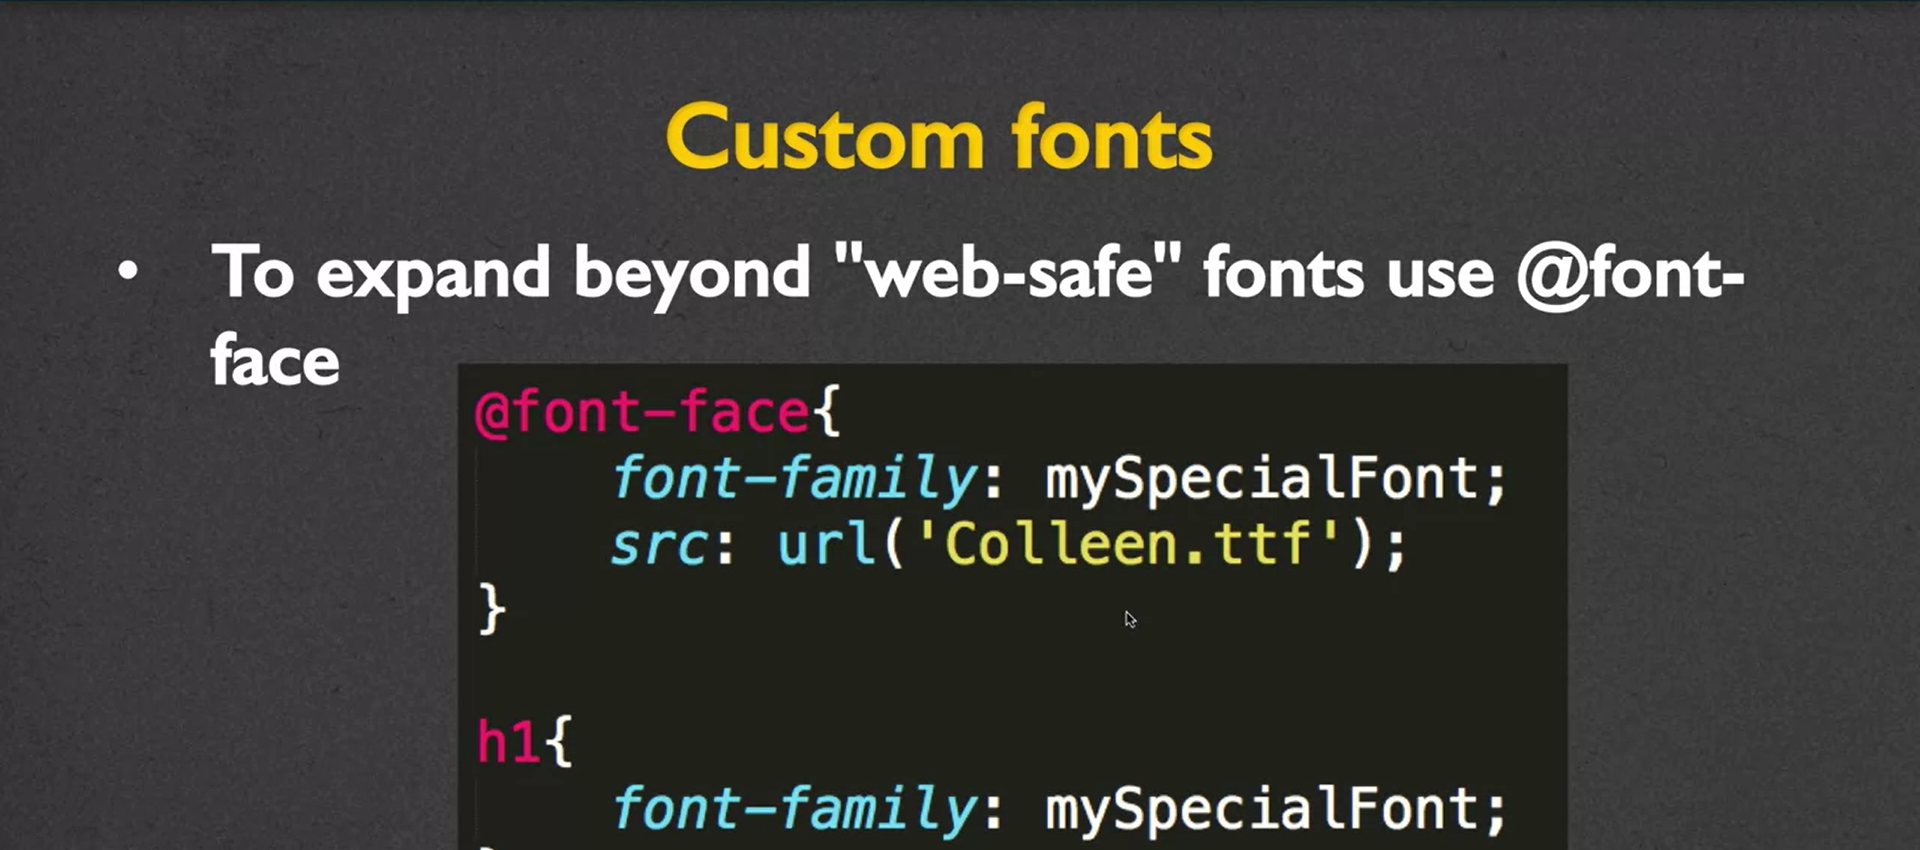 Custom fonts
• To expand beyond "web-safe" fonts use @font-
face
@font-face{
    font-family: mySpecialFont;
    src: url('Colleen.ttf');
}
h1{
    font-family: mySpecialFont;